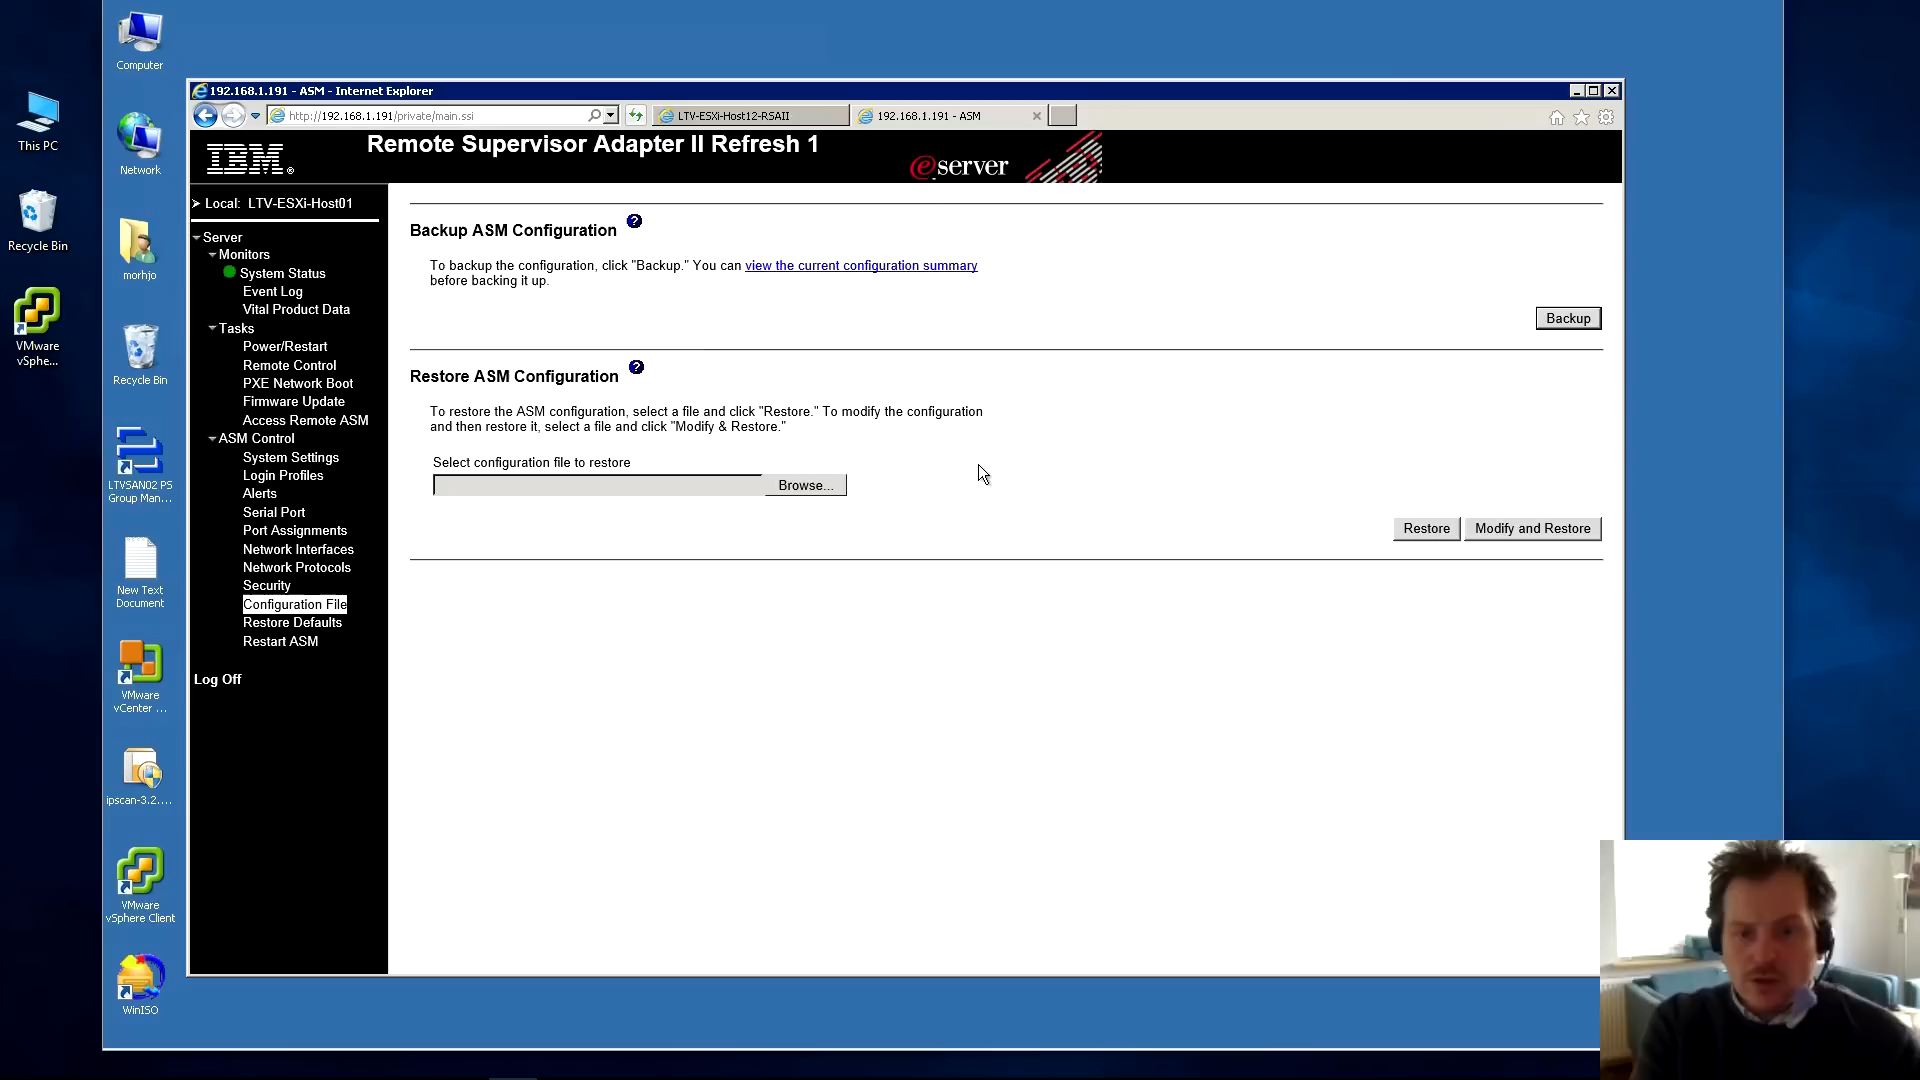 Computer
This PC
Network
Recycle Bin
morhjo
VMware
vSphe...
Recycle Bin
LTVSAN02 PS
Group Man...
New Text
Document
VMware
vCenter ...
ipscan-3.2....
VMware
vSphere Client
WinISO
192.168.1.191 - ASM - Internet Explorer
http://192.168.1.191/private/main.ssi
LTV-ESXi-Host12-RSAII
192.168.1.191 - ASM
IBM
Remote Supervisor Adapter II Refresh 1
eserver
Local: LTV-ESXi-Host01
Server
Monitors
System Status
Event Log
Vital Product Data
Tasks
Power/Restart
Remote Control
PXE Network Boot
Firmware Update
Access Remote ASM
ASM Control
System Settings
Login Profiles
Alerts
Serial Port
Port Assignments
Network Interfaces
Network Protocols
Security
Configuration File
Restore Defaults
Restart ASM
Log Off
Backup ASM Configuration ?
To backup the configuration, click "Backup." You can view the current configuration summary
before backing it up.
Backup
Restore ASM Configuration ?
To restore the ASM configuration, select a file and click "Restore." To modify the configuration
and then restore it, select a file and click "Modify & Restore."
Select configuration file to restore
Browse...
Restore
Modify and Restore